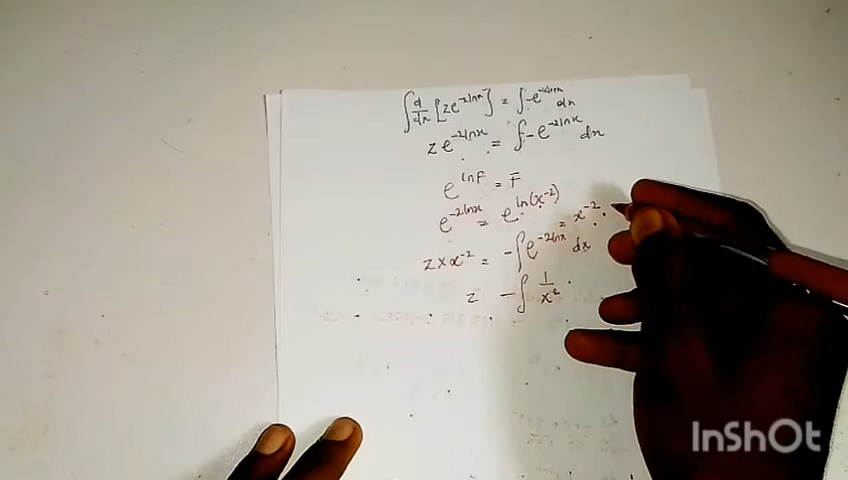 ∫ d/dx [ze^-2lnx] = ∫-e^-2lnx dx
ze^-2lnx = ∫-e^-2lnx dx
e^lnF = F
e^-2lnx = e^ln(x^-2) = x^-2.
z×x^-2 = -∫e^-2lnx dx
z -∫ 1/x²
InShOt